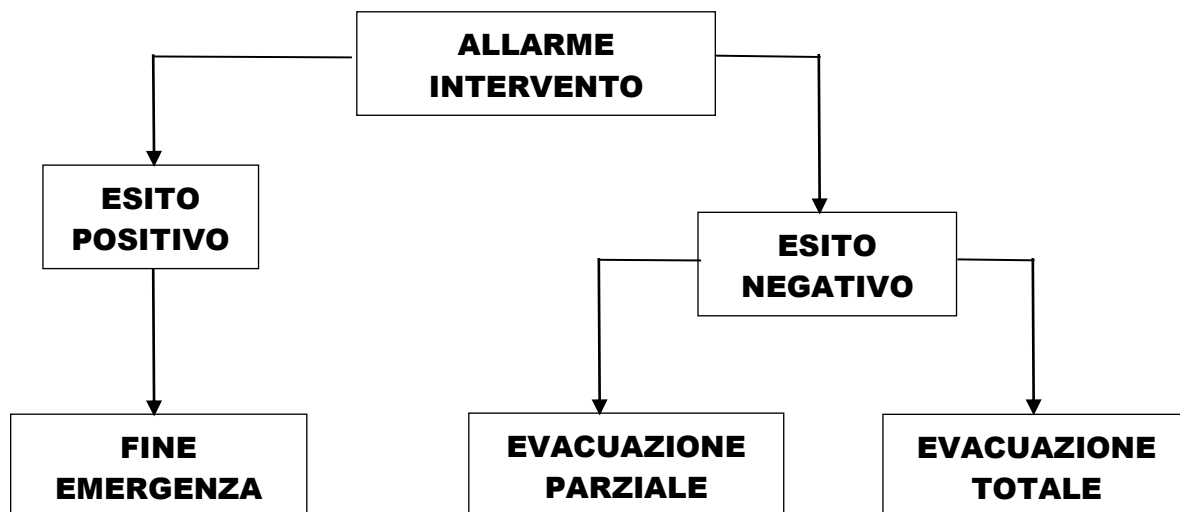 ALLARME
INTERVENTO
ESITO
POSITIVO
ESITO
NEGATIVO
FINE
EMERGENZA
EVACUAZIONE
PARZIALE
EVACUAZIONE
TOTALE